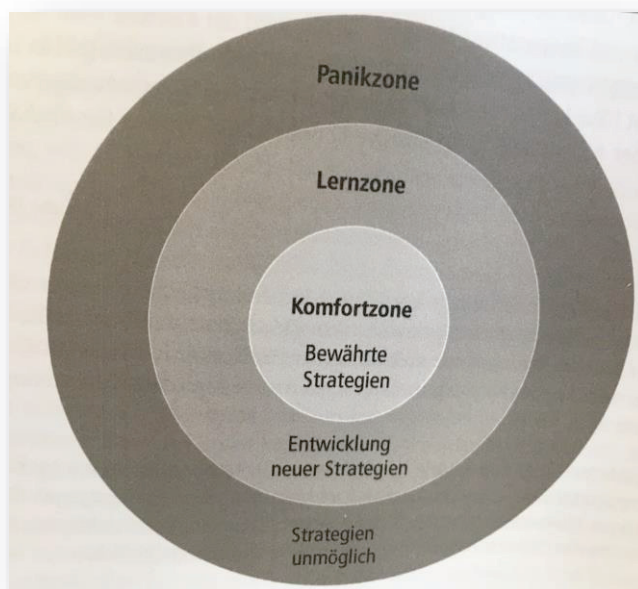 Panikzone
Lernzone
Komfortzone
Bewährte
Strategien
Entwicklung
neuer Strategien
Strategien
unmöglich